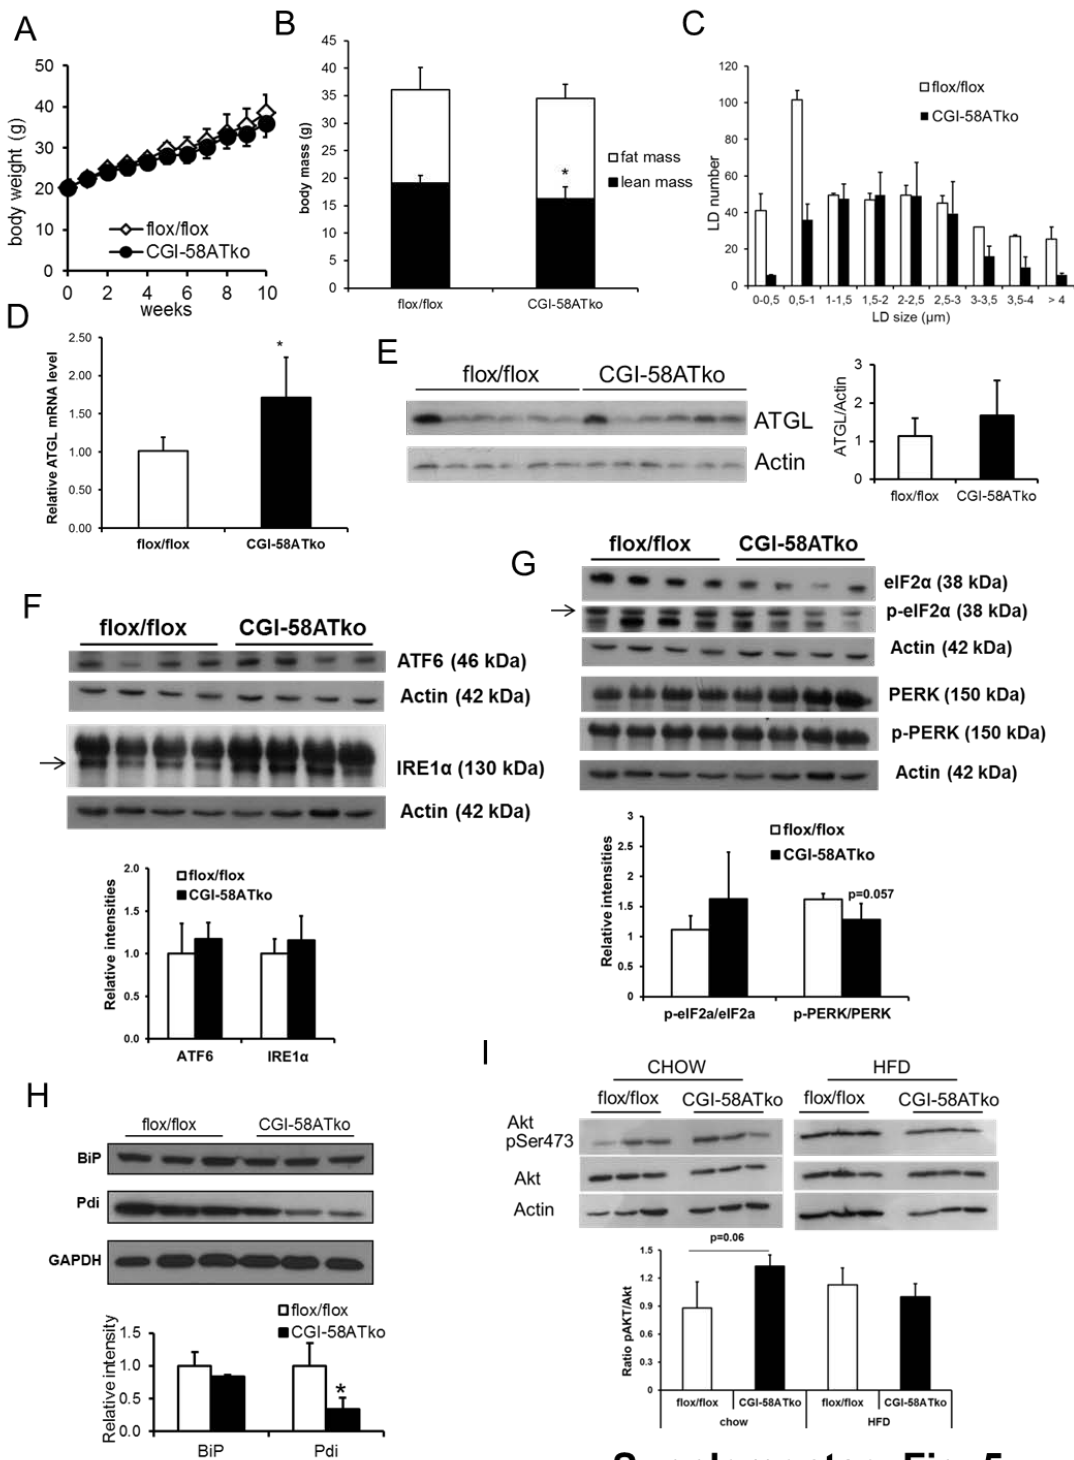 A
50
40
30
20
10
0
body weight (g)
flox/flox
CGI-58ATko
0 2 4 6 8 10
weeks
B
45
40
35
30
25
20
15
10
5
0
body mass (g)
*
fat mass
lean mass
flox/flox CGI-58ATko
C
120
100
80
60
40
20
0
LD number
flox/flox
CGI-58ATko
0-0,5 0,5-1 1-1,5 1,5-2 2-2,5 2,5-3 3-3,5 3,5-4 > 4
LD size (µm)
D
2.50
2.00
1.50
1.00
0.50
0.00
Relative ATGL mRNA level
*
flox/flox CGI-58ATko
E
flox/flox CGI-58ATko
ATGL
Actin
3
2
1
0
ATGL/Actin
flox/flox CGI-58ATko
F
flox/flox CGI-58ATko
ATF6 (46 kDa)
Actin (42 kDa)
IRE1α (130 kDa)
Actin (42 kDa)
flox/flox
CGI-58ATko
2.0
1.5
1.0
0.5
0.0
Relative intensities
ATF6 IRE1α
G
flox/flox CGI-58ATko
eIF2α (38 kDa)
p-eIF2α (38 kDa)
Actin (42 kDa)
PERK (150 kDa)
p-PERK (150 kDa)
Actin (42 kDa)
flox/flox
CGI-58ATko
3
2.5
2
1.5
1
0.5
0
Relative intensities
p=0.057
p-eIF2a/eIF2a p-PERK/PERK
H
flox/flox CGI-58ATko
BiP
Pdi
GAPDH
flox/flox
CGI-58ATko
1.5
1.0
0.5
0.0
Relative intensity
*
BiP Pdi
I
CHOW HFD
flox/flox CGI-58ATko flox/flox CGI-58ATko
Akt
pSer473
Akt
Actin
p=0.06
1.5
1.2
0.9
0.6
0.3
0
Ratio pAKT/Akt
flox/flox CGI-58ATko flox/flox CGI-58ATko
chow HFD